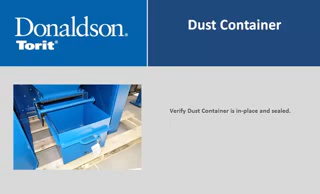 Donaldson®
Torit®
Dust Container
Verify Dust Container is in-place and sealed.